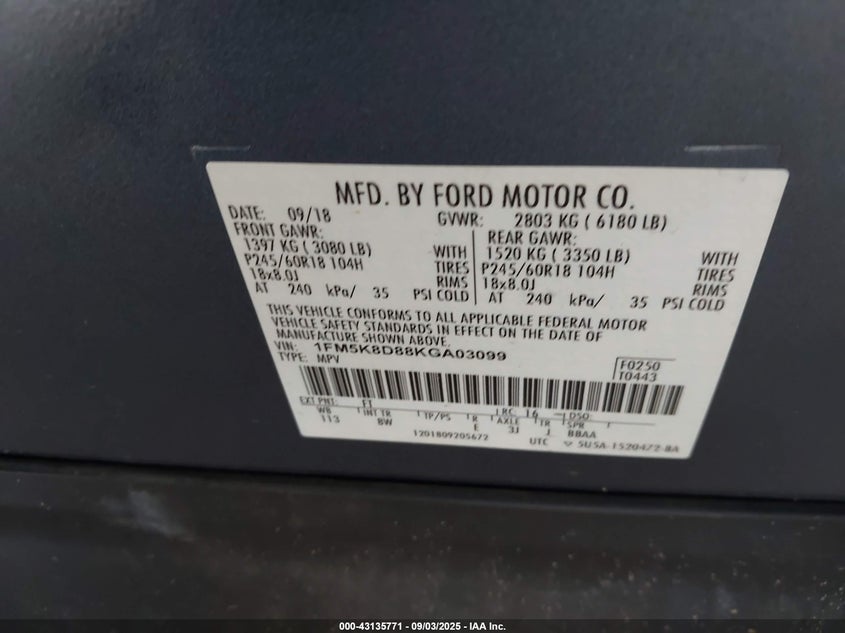 MFD. BY FORD MOTOR CO.
DATE: 09/18 GVWR: 2803 KG ( 6180 LB)
FRONT GAWR: REAR GAWR:
1397 KG ( 3080 LB) WITH 1520 KG ( 3350 LB) WITH
P245/60R18 104H TIRES P245/60R18 104H TIRES
18x8.0J RIMS 18x8.0J RIMS
AT 240 kPa/ 35 PSI COLD AT 240 kPa/ 35 PSI COLD
THIS VEHICLE CONFORMS TO ALL APPLICABLE FEDERAL MOTOR
VEHICLE SAFETY STANDARDS IN EFFECT ON THE DATE OF
MANUFACTURE SHOWN ABOVE.
VIN: 1FM5K8D88KGA03099
TYPE: MPV F0250
T0443
EXT PNT: FT RC: 16 DSO:
WB INT TR TP/PS R AXLE TR SPR
113 8W E 3J J BBAA
1201809205672 UTC 5U5A-1520472-BA
000-43135771 - 09/03/2025 - IAA Inc.